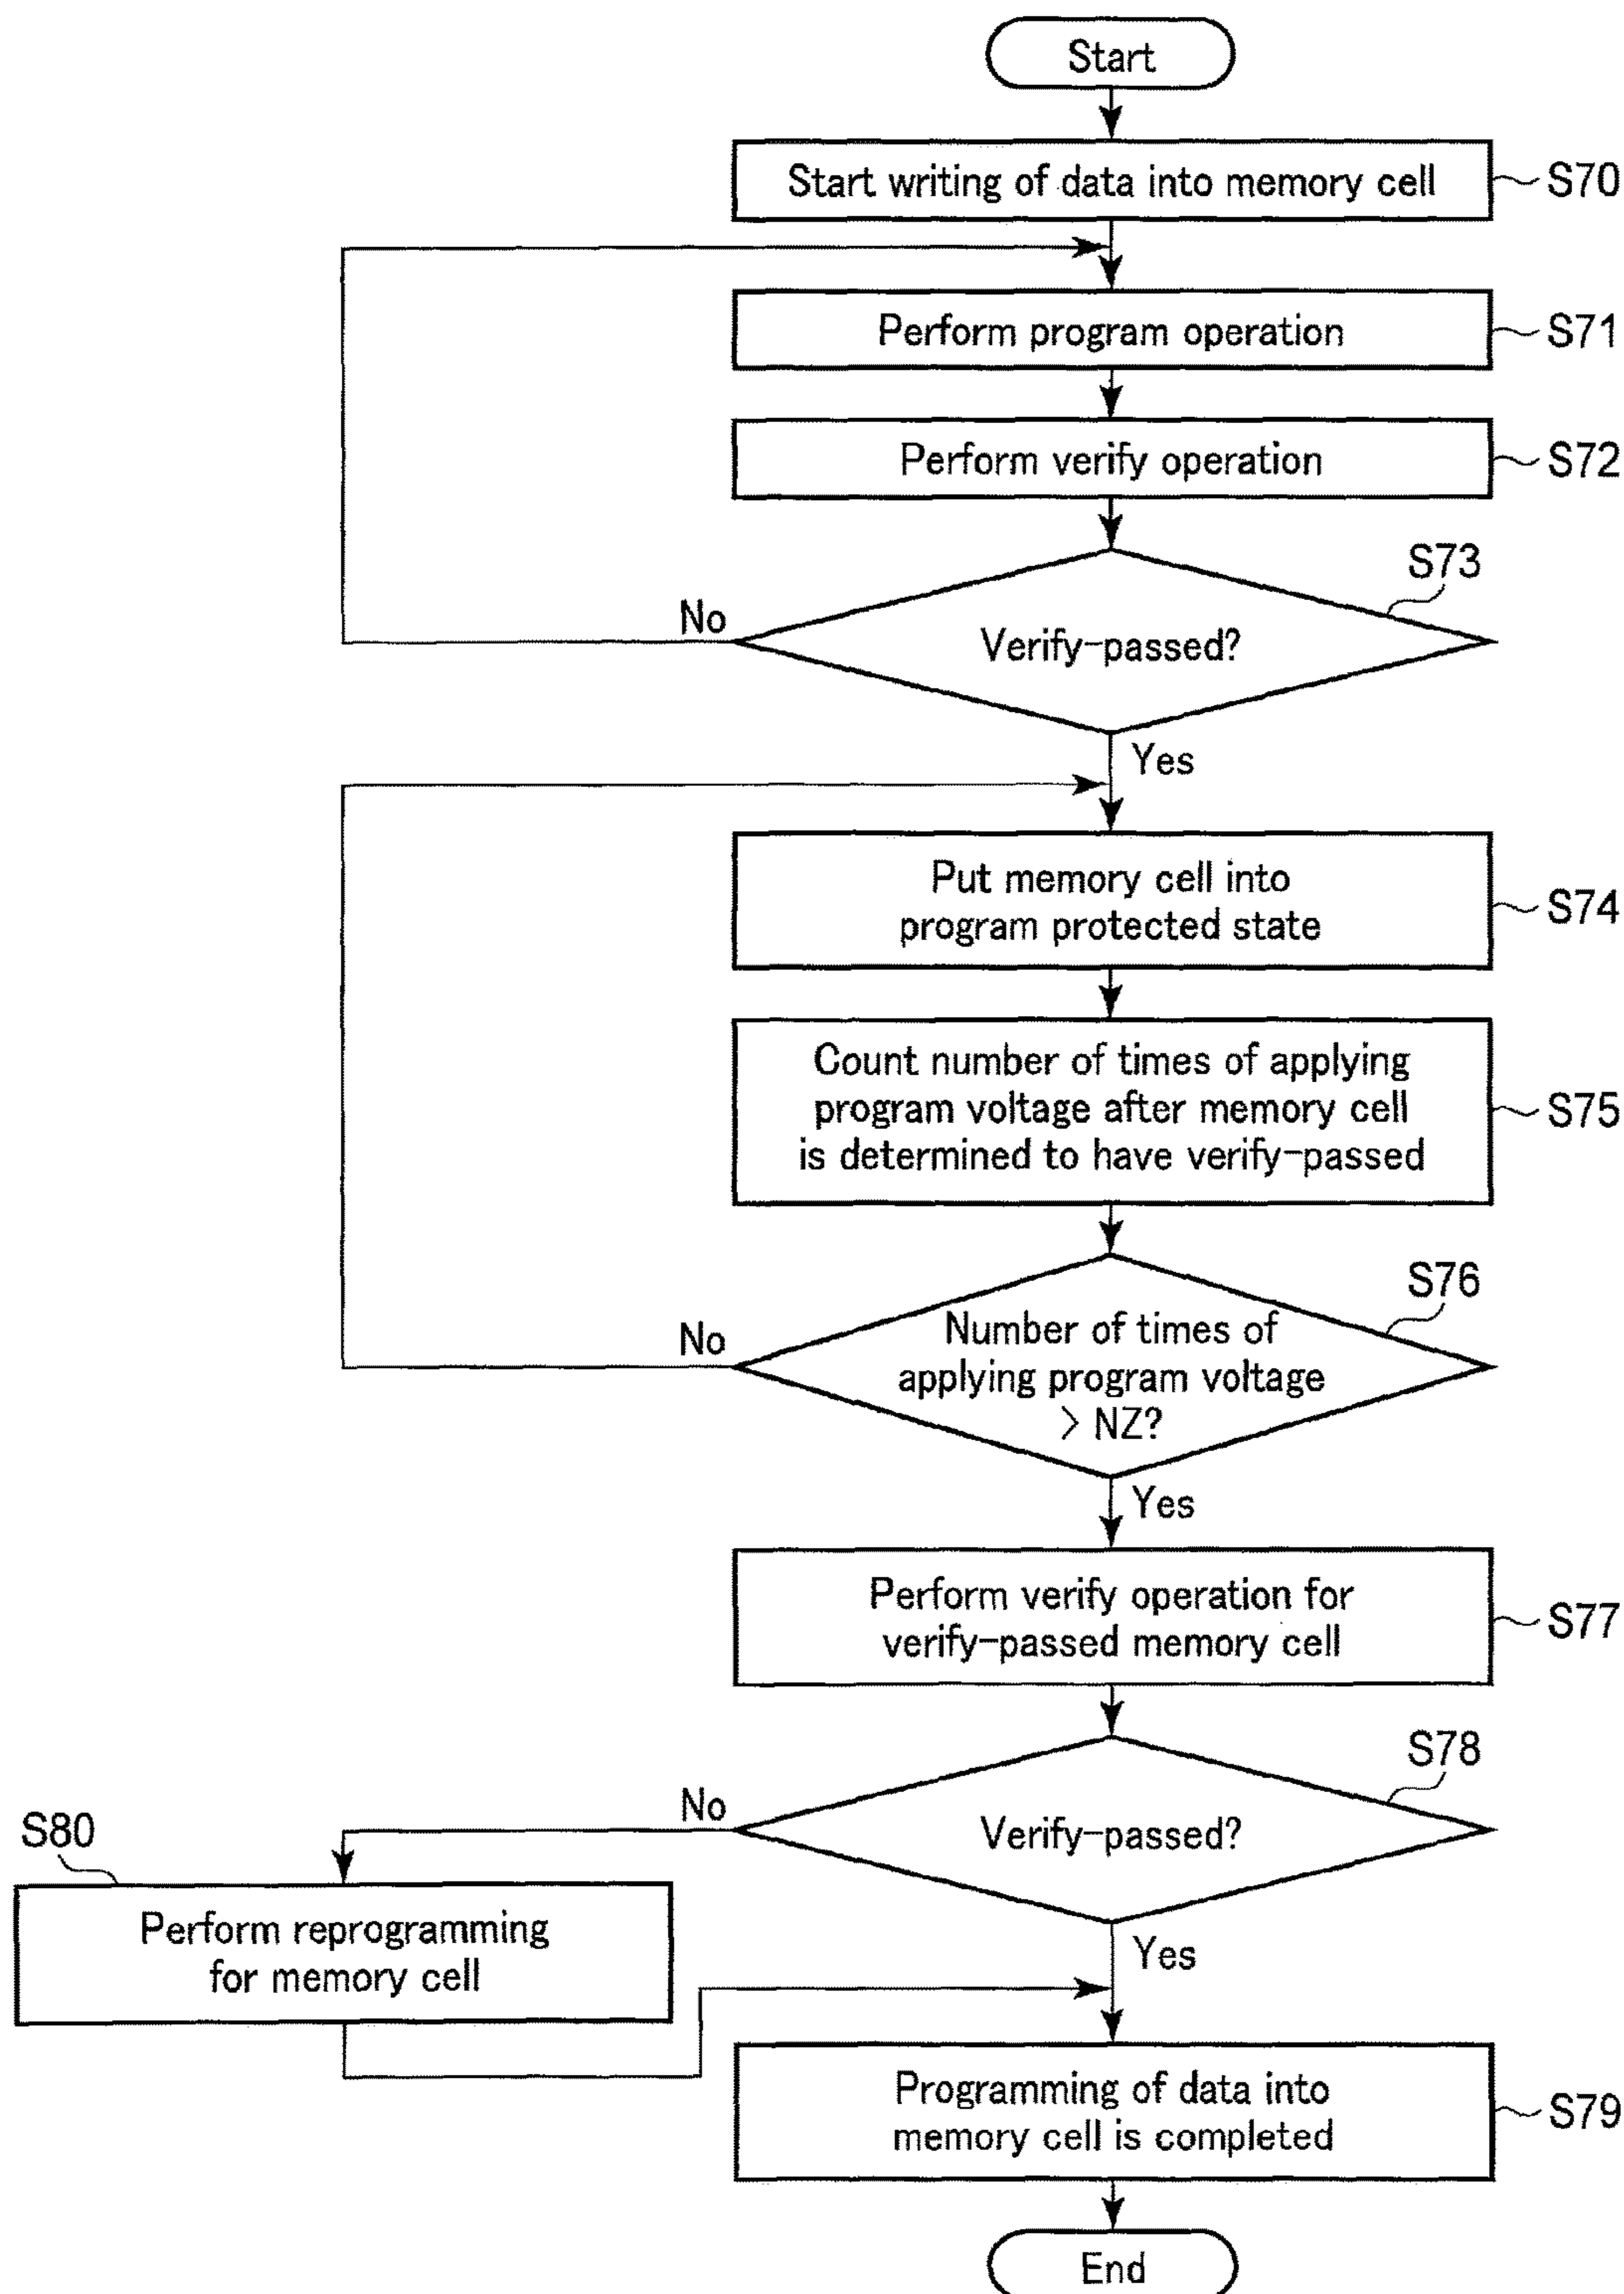 Start
Start writing of data into memory cell
S70
Perform program operation
S71
Perform verify operation
S72
S73
No
Verify-passed?
Yes
Put memory cell into
program protected state
S74
Count number of times of applying
program voltage after memory cell
is determined to have verify-passed
S75
S76
No
Number of times of
applying program voltage
> NZ?
Yes
Perform verify operation for
verify-passed memory cell
S77
S78
No
Verify-passed?
S80
Perform reprogramming
for memory cell
Yes
Programming of data into
memory cell is completed
S79
End